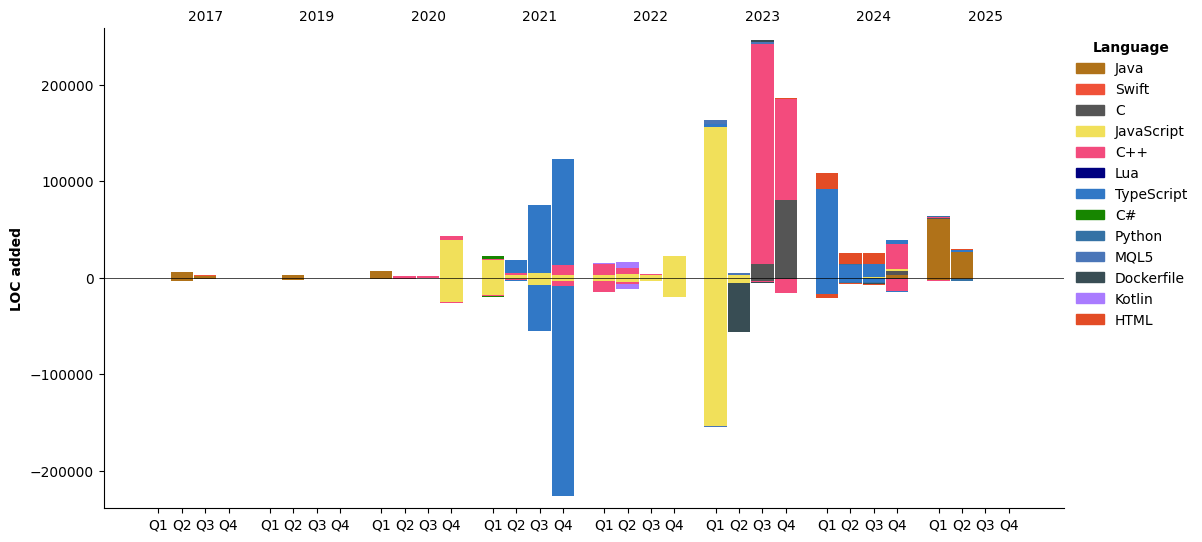 2017 2019 2020 2021 2022 2023 2024 2025
LOC added
200000
100000
0
−100000
−200000
Q1 Q2 Q3 Q4 Q1 Q2 Q3 Q4 Q1 Q2 Q3 Q4 Q1 Q2 Q3 Q4 Q1 Q2 Q3 Q4 Q1 Q2 Q3 Q4 Q1 Q2 Q3 Q4 Q1 Q2 Q3 Q4
Language
Java
Swift
C
JavaScript
C++
Lua
TypeScript
C#
Python
MQL5
Dockerfile
Kotlin
HTML